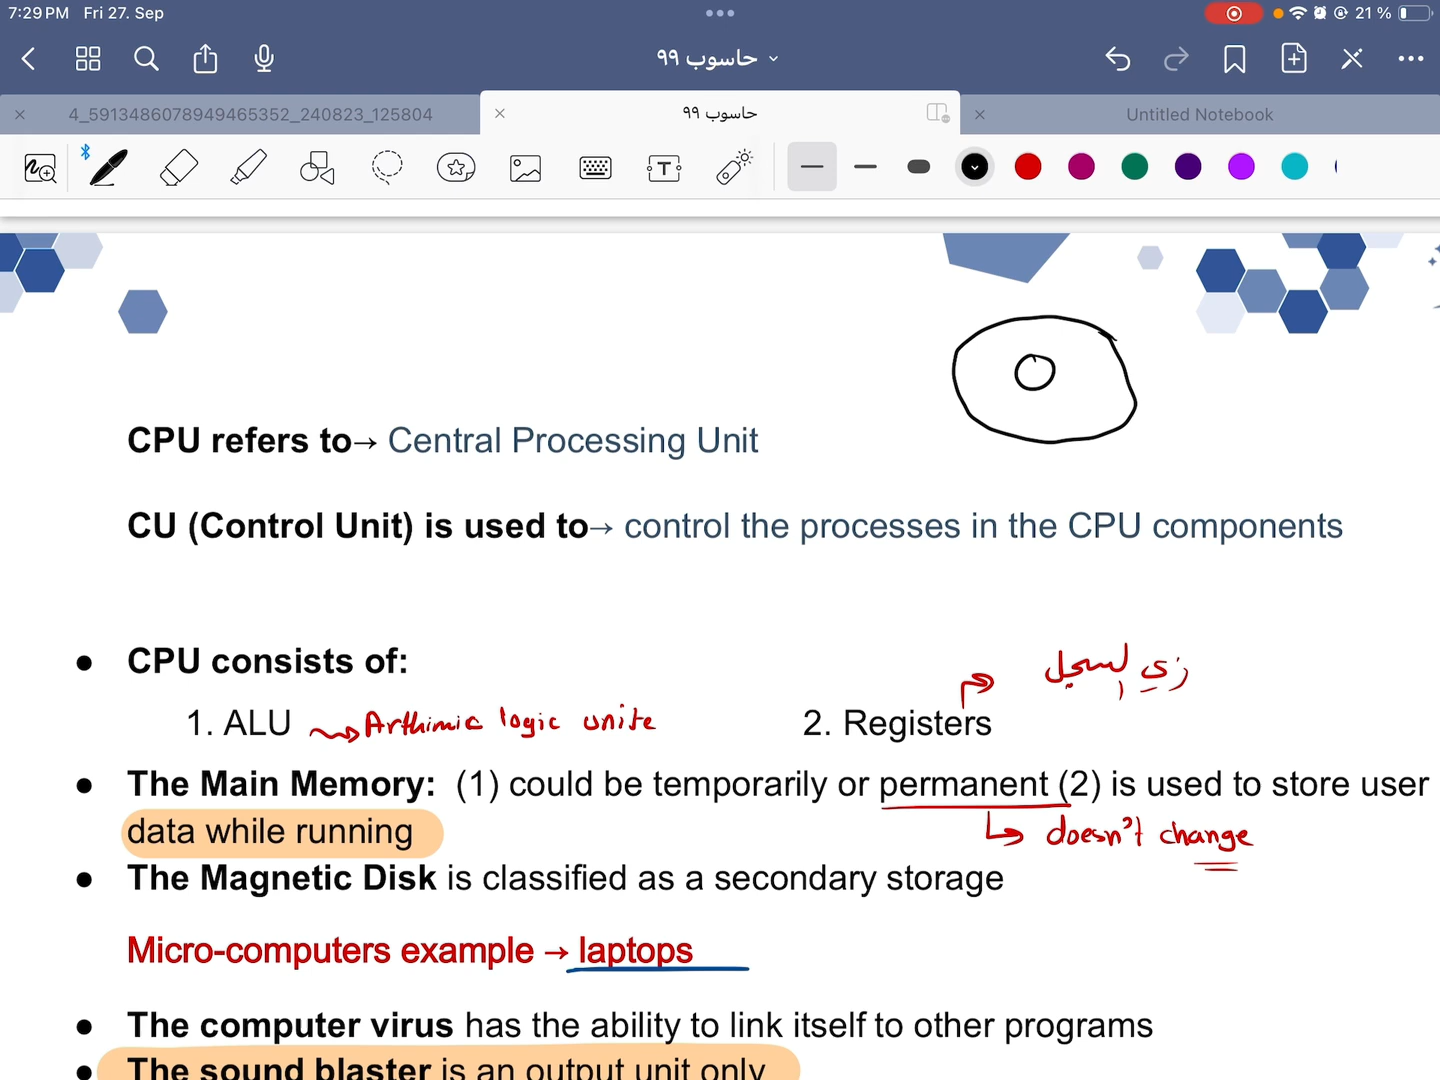 7:29 PM Fri 27. Sep
21 %
حاسوب ٩٩
4_5913486078949465352_240823_125804
حاسوب ٩٩
Untitled Notebook
CPU refers to→ Central Processing Unit
CU (Control Unit) is used to→ control the processes in the CPU components
● CPU consists of:
زي السجل
1. ALU Arthimic logic unite 2. Registers
● The Main Memory: (1) could be temporarily or permanent (2) is used to store user
data while running
doesn't change
● The Magnetic Disk is classified as a secondary storage
Micro-computers example → laptops
● The computer virus has the ability to link itself to other programs
● The sound blaster is an output unit only